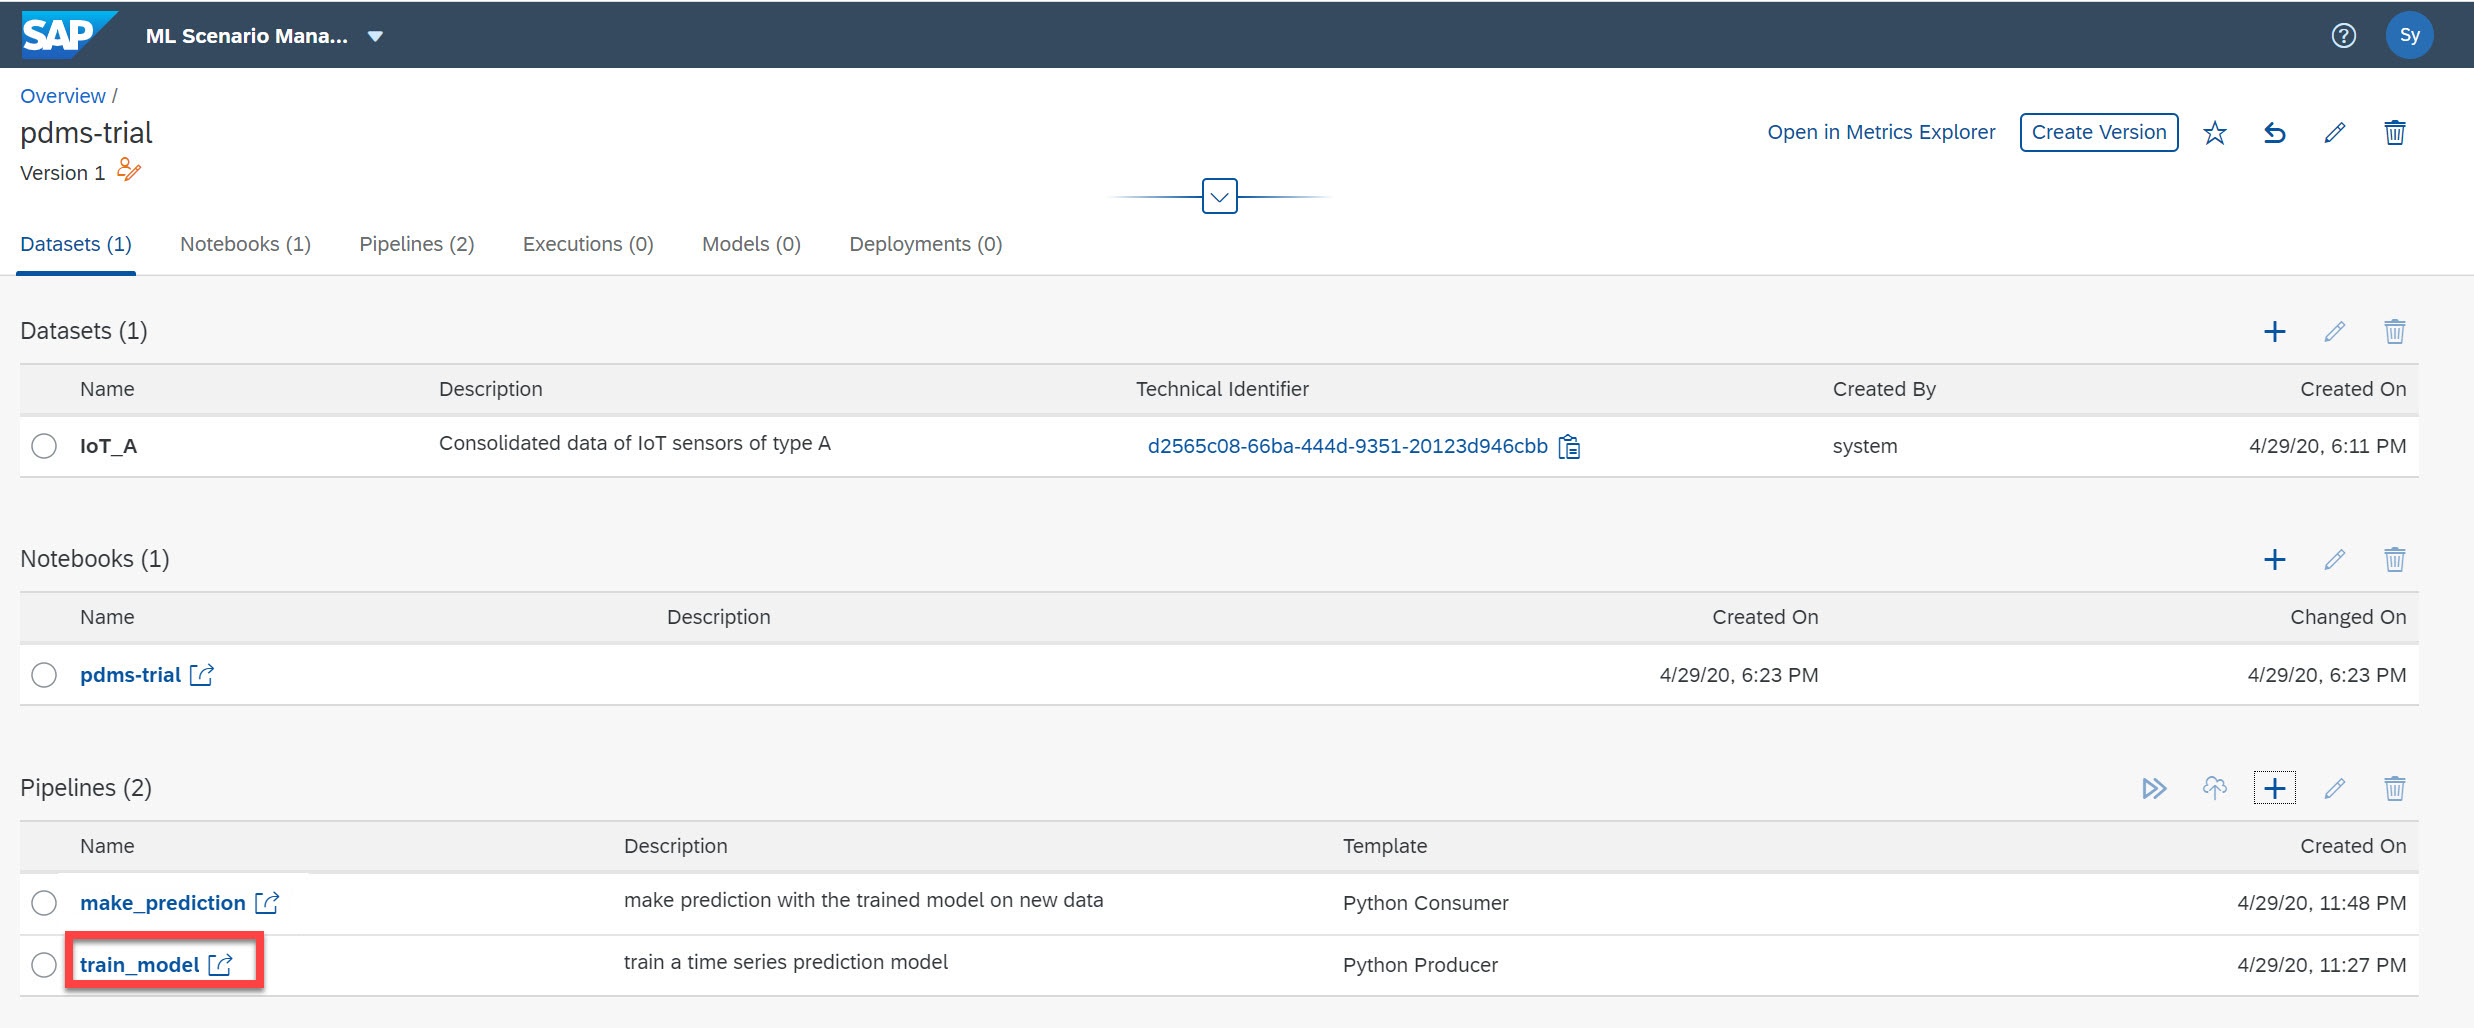 SAP ML Scenario Mana... Sy
Overview /
pdms-trial
Version 1
Open in Metrics Explorer Create Version
Datasets (1) Notebooks (1) Pipelines (2) Executions (0) Models (0) Deployments (0)
Datasets (1)
Name Description Technical Identifier Created By Created On
IoT_A Consolidated data of IoT sensors of type A d2565c08-66ba-444d-9351-20123d946cbb system 4/29/20, 6:11 PM
Notebooks (1)
Name Description Created On Changed On
pdms-trial 4/29/20, 6:23 PM 4/29/20, 6:23 PM
Pipelines (2)
Name Description Template Created On
make_prediction make prediction with the trained model on new data Python Consumer 4/29/20, 11:48 PM
train_model train a time series prediction model Python Producer 4/29/20, 11:27 PM